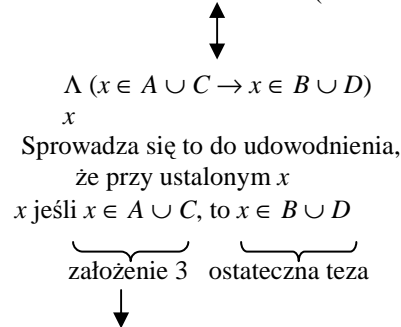 Λ (x ∈ A ∪ C → x ∈ B ∪ D)
x
Sprowadza się to do udowodnienia,
że przy ustalonym x
x jeśli x ∈ A ∪ C, to x ∈ B ∪ D
założenie 3 ostateczna teza